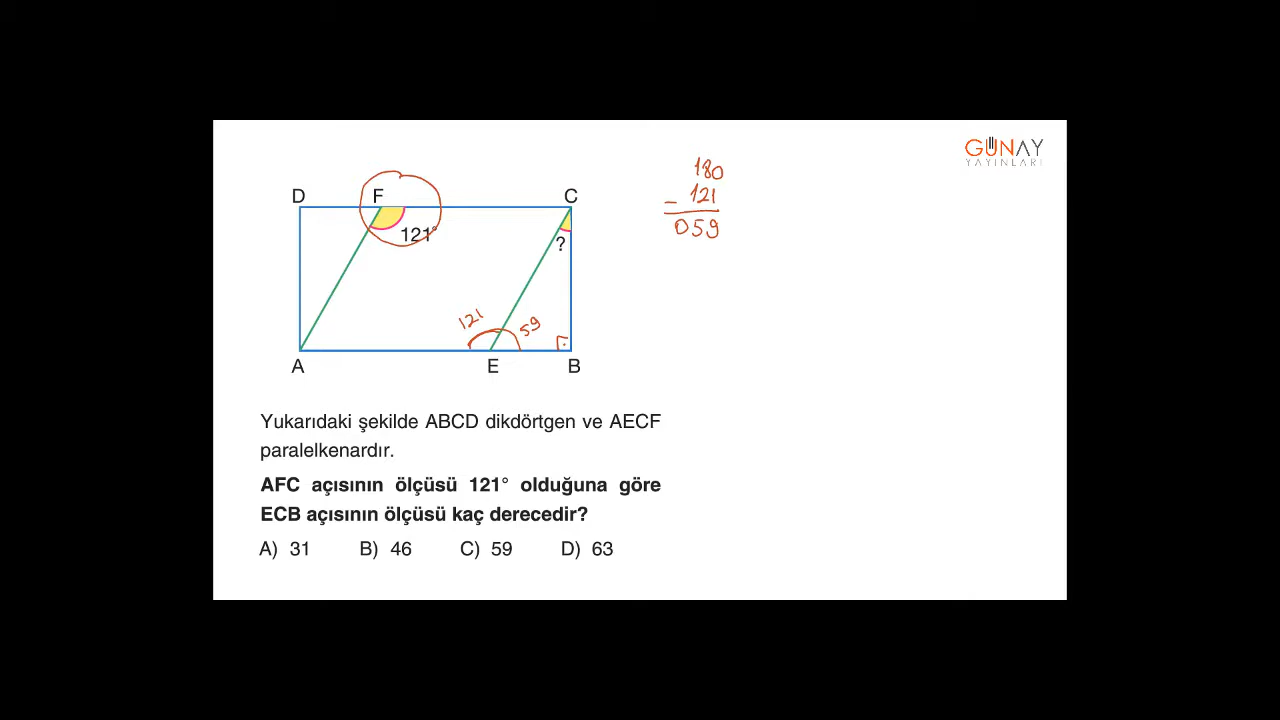 GÜNAY
YAYINLARI
180
- 121
059
D F C
121°
?
121
59
A E B
Yukarıdaki şekilde ABCD dikdörtgen ve AECF
paralelkenardır.
AFC açısının ölçüsü 121° olduğuna göre
ECB açısının ölçüsü kaç derecedir?
A) 31 B) 46 C) 59 D) 63